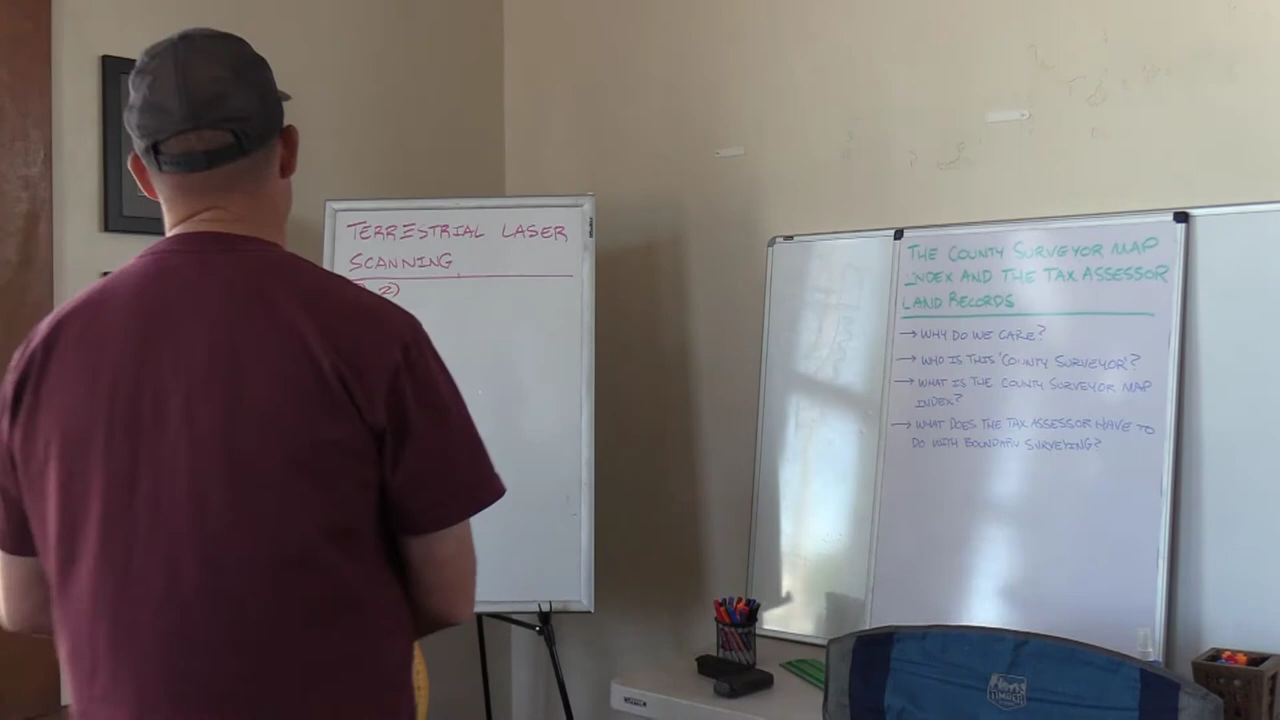 TERRESTRIAL LASER
SCANNING
2)
THE COUNTY SURVEYOR MAP
INDEX AND THE TAX ASSESSOR
LAND RECORDS
→ WHY DO WE CARE?
→ WHO IS THIS 'COUNTY SURVEYOR'?
→ WHAT IS THE COUNTY SURVEYOR MAP
INDEX?
→ WHAT DOES THE TAX ASSESSOR HAVE TO
DO WITH BOUNDARY SURVEYING?
TIMBER